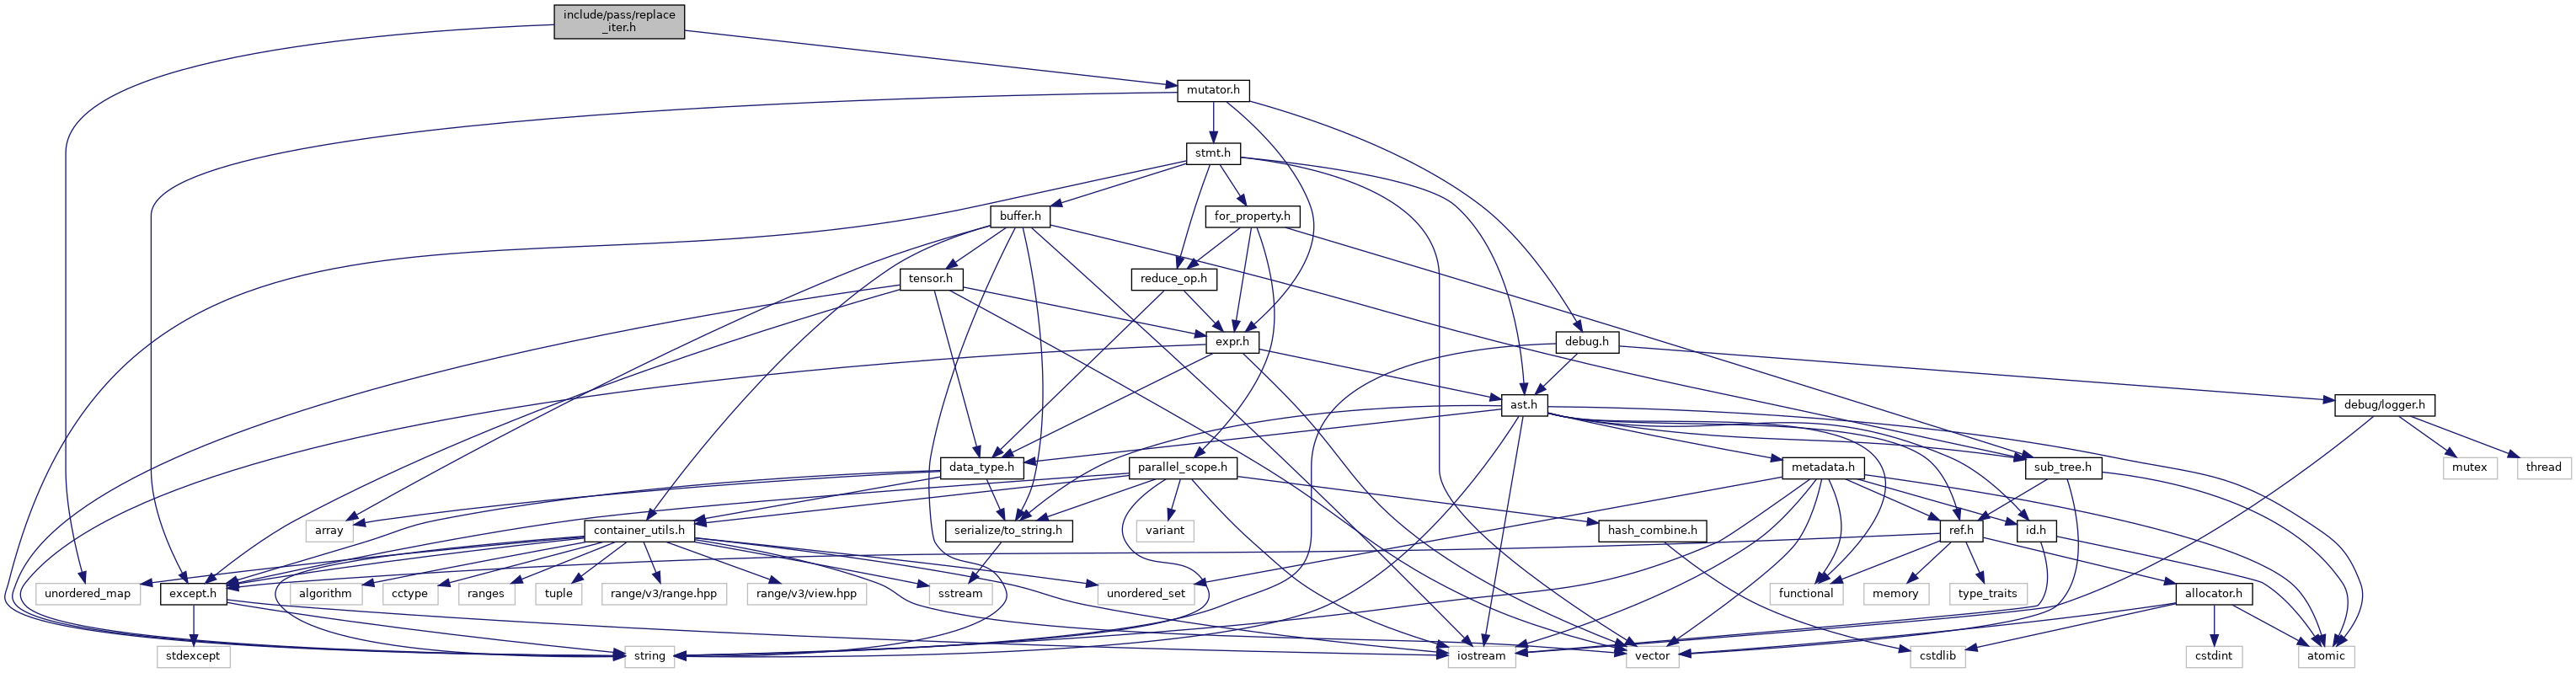 include/pass/replace
_iter.h
mutator.h
stmt.h
buffer.h
for_property.h
tensor.h
reduce_op.h
expr.h
debug.h
ast.h
debug/logger.h
data_type.h
parallel_scope.h
metadata.h
sub_tree.h
mutex
thread
array
container_utils.h
serialize/to_string.h
variant
hash_combine.h
ref.h
id.h
unordered_map
except.h
algorithm
cctype
ranges
tuple
range/v3/range.hpp
range/v3/view.hpp
sstream
unordered_set
functional
memory
type_traits
allocator.h
stdexcept
string
iostream
vector
cstdlib
cstdint
atomic